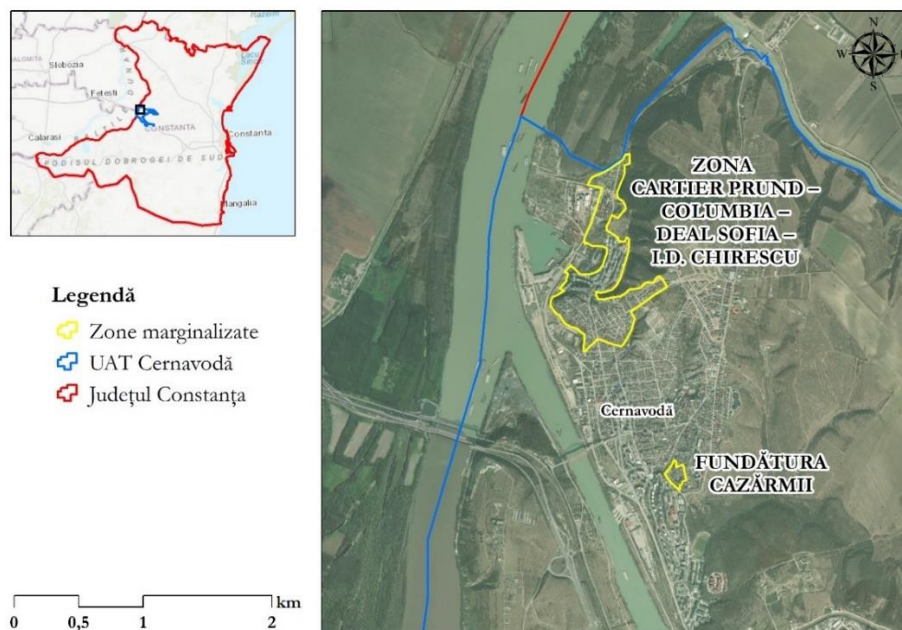 Slobozia
Fetesti
Calarasi
CONSTANTA
Constanta
PODISUL DOBROGEI DE SUD
Mangalia
Legendă
Zone marginalizate
UAT Cernavodă
Județul Constanța
km
0
0,5
1
2
N
W
S
ZONA
CARTIER PRUND –
COLUMBIA –
DEAL SOFIA –
I.D. CHIRESCU
Cernavodă
FUNDĂTURA
CAZĂRMII